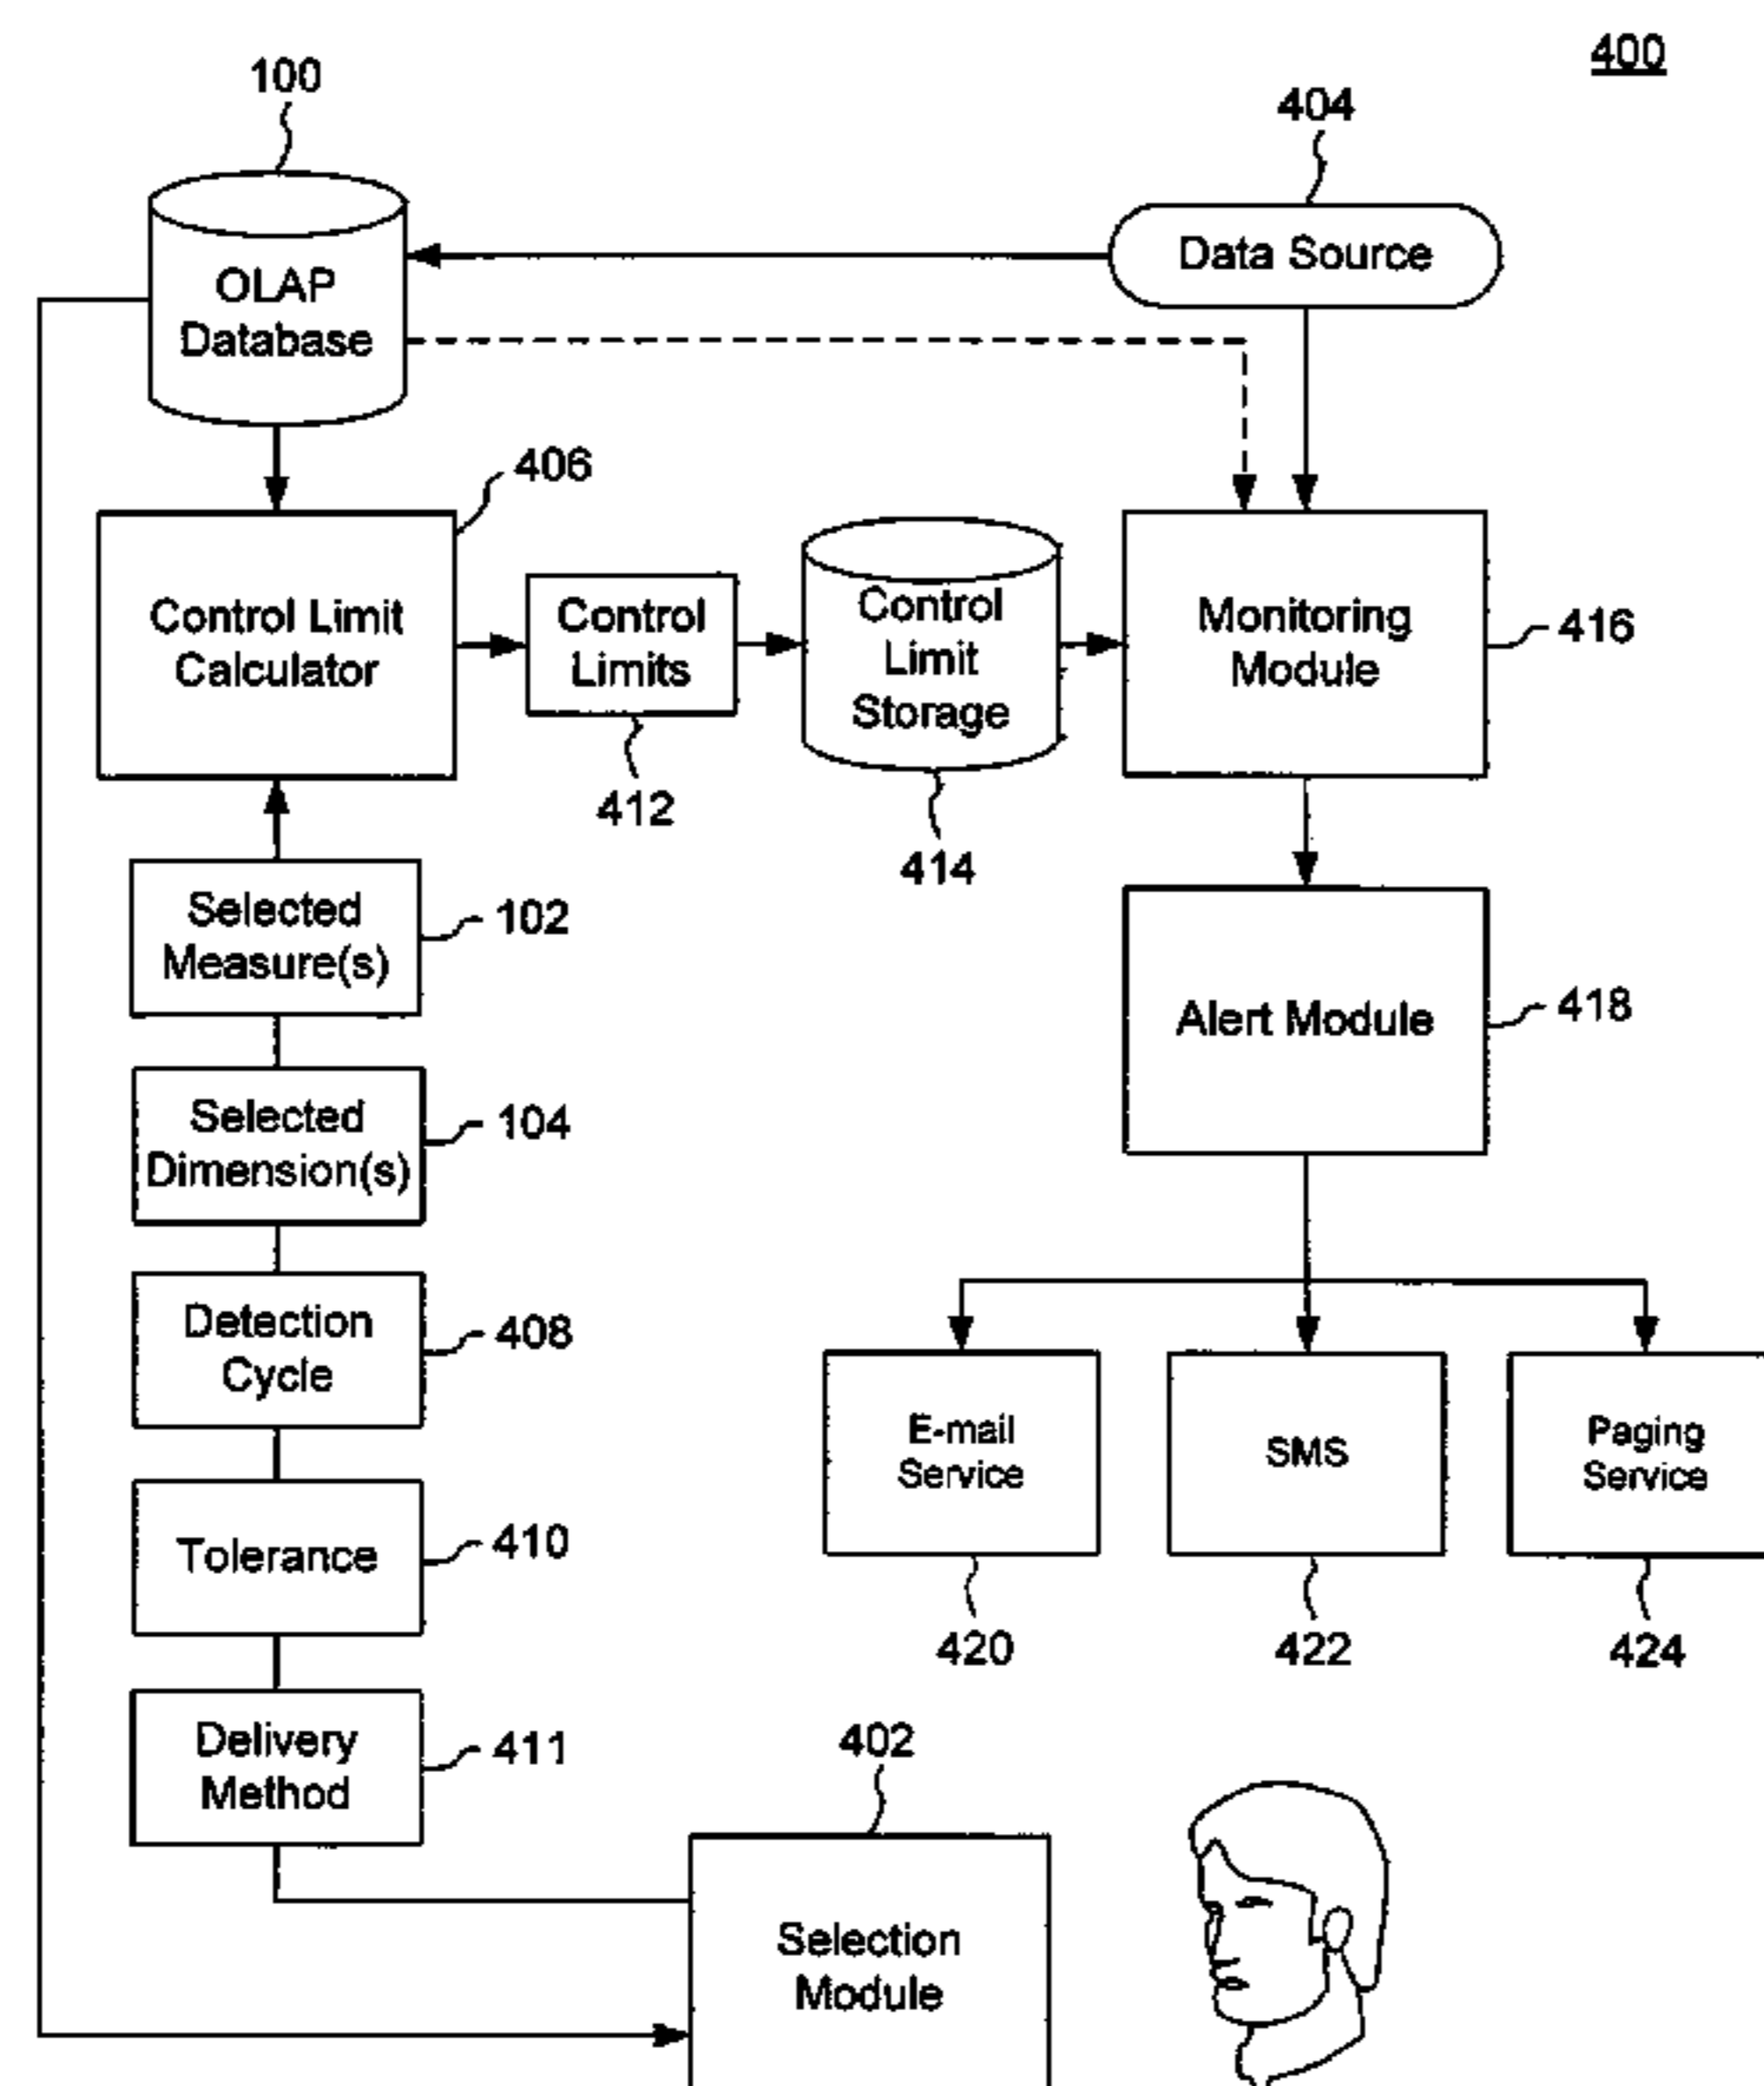 400
100
404
Data Source
OLAP
Database
406
Control Limit
Calculator
Control
Limits
412
Control
Limit
Storage
414
Monitoring
Module
416
Selected
Measure(s)
102
Alert Module
418
Selected
Dimension(s)
104
Detection
Cycle
408
E-mail
Service
420
SMS
422
Paging
Service
424
Tolerance
410
Delivery
Method
411
402
Selection
Module